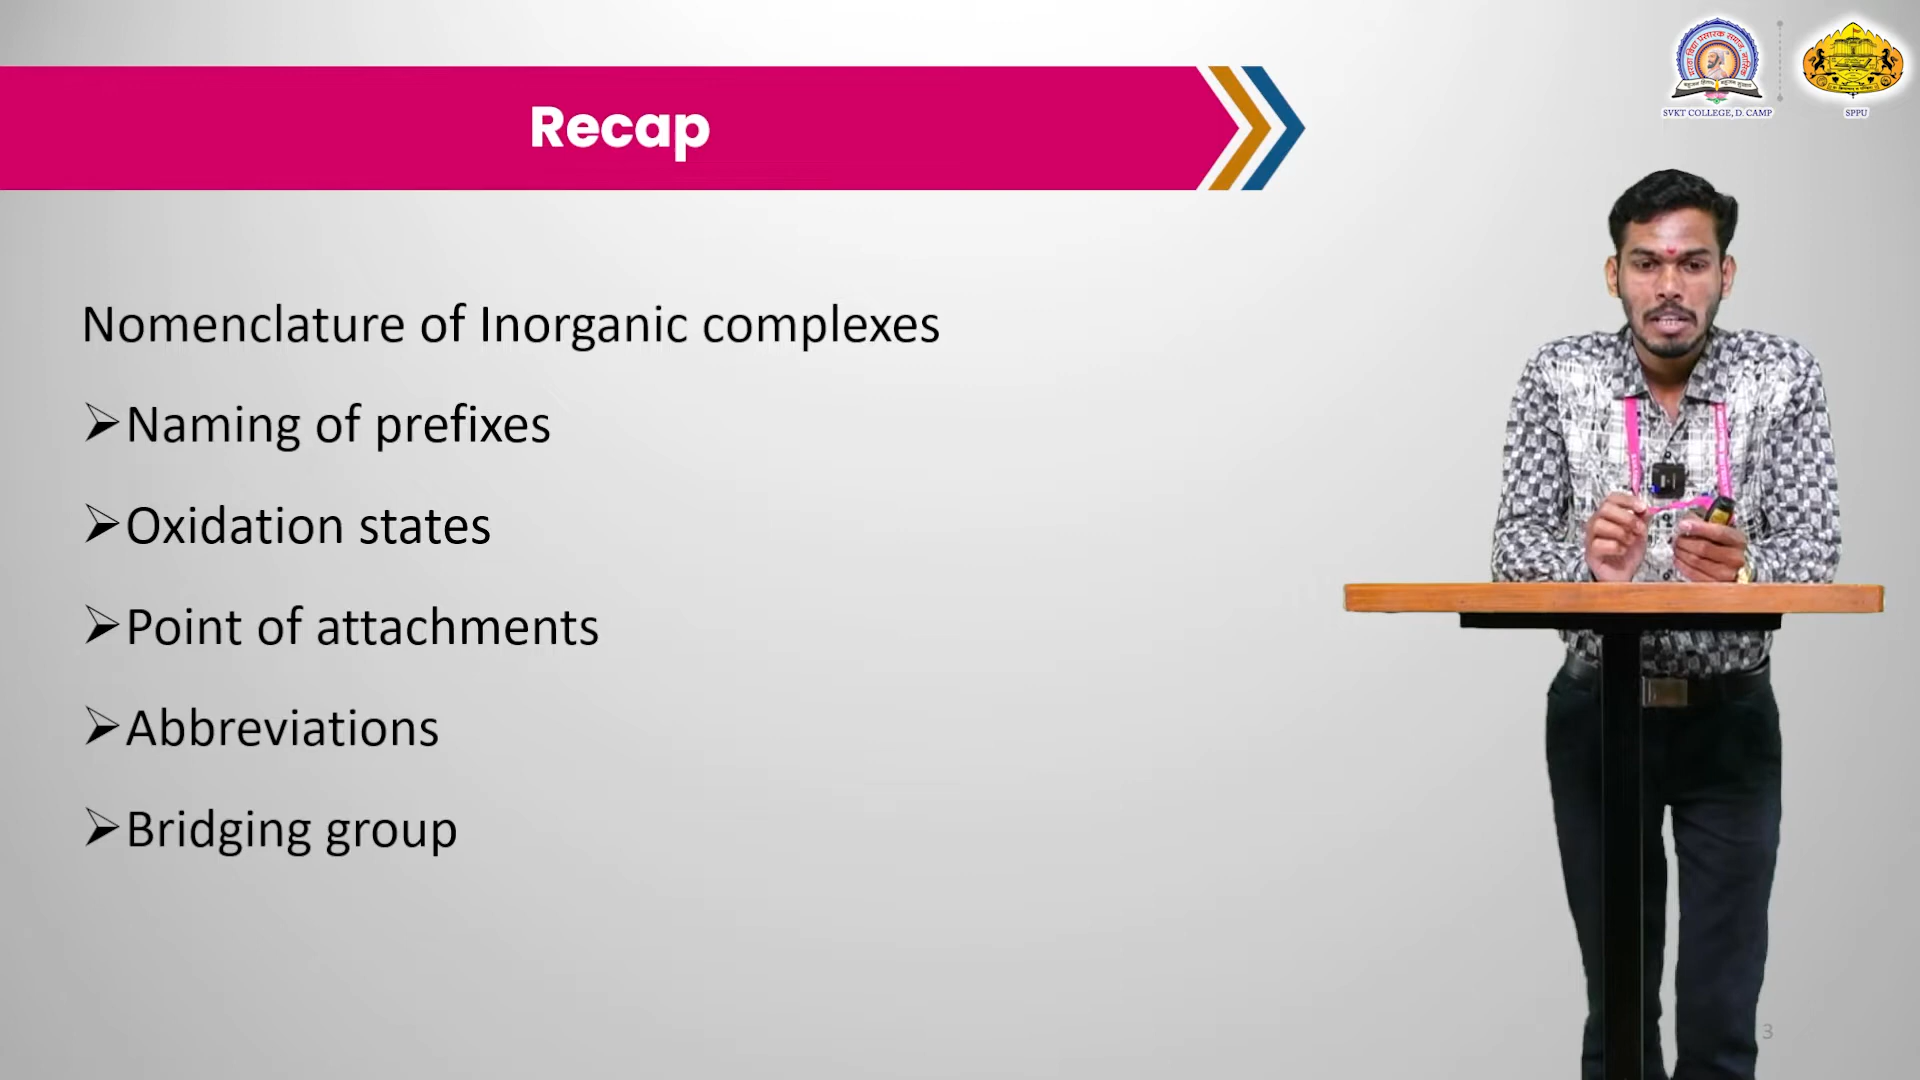 Recap
SVKT COLLEGE, D. CAMP
SPPU
Nomenclature of Inorganic complexes
➢Naming of prefixes
➢Oxidation states
➢Point of attachments
➢Abbreviations
➢Bridging group
3